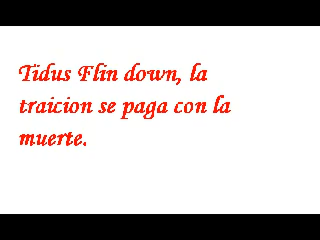 Tidus Flin down, la
traicion se paga con la
muerte.